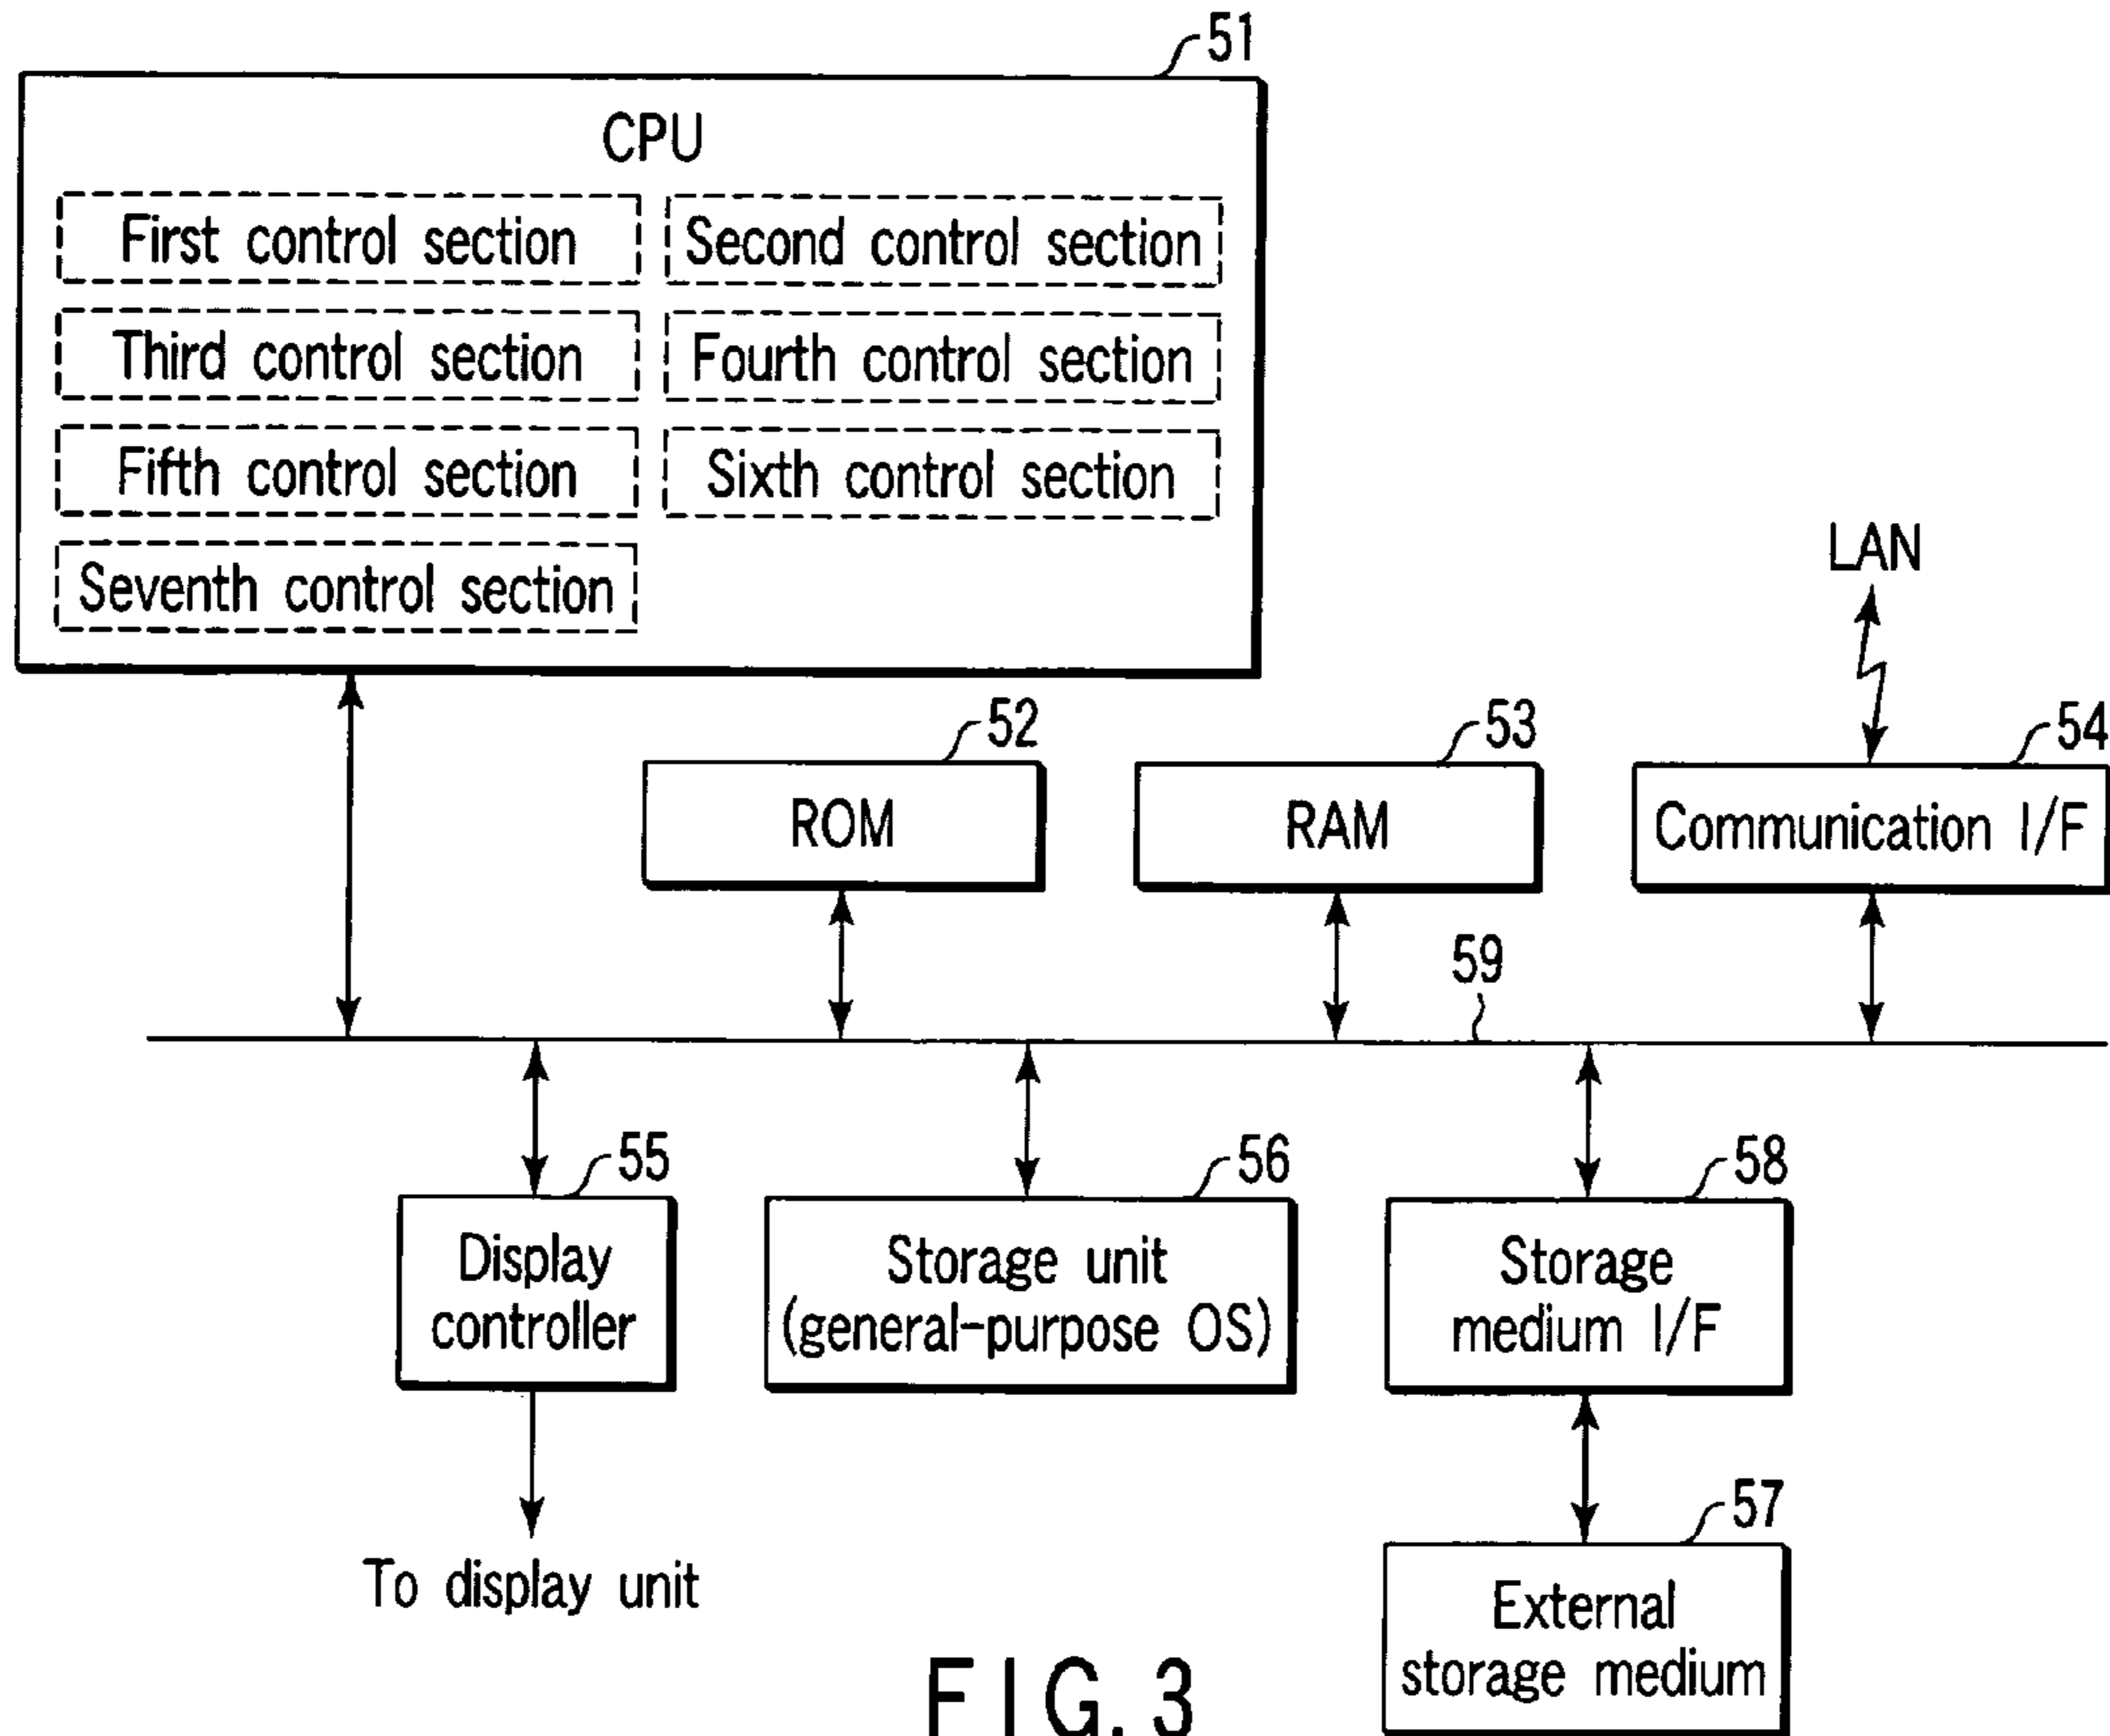 51
CPU
First control section
Second control section
Third control section
Fourth control section
Fifth control section
Sixth control section
Seventh control section
LAN
52
53
54
ROM
RAM
Communication I/F
59
55
56
58
Display
controller
Storage unit
(general-purpose OS)
Storage
medium I/F
57
To display unit
External
storage medium
FIG. 3